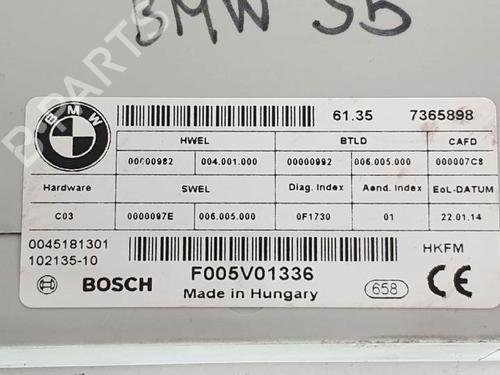 BMW S5
B-PARTS
BMW
61.35 7365898
HWEL BTLD CAFD
00000982 004.001.000 00000992 006.005.000 000007C8
Hardware SWEL Diag. Index Aend. Index EoL-DATUM
C03 0000097E 006.005.000 0F1730 01 22.01.14
0045181301
102135-10
HKFM
BOSCH F005V01336
Made in Hungary 658 CE